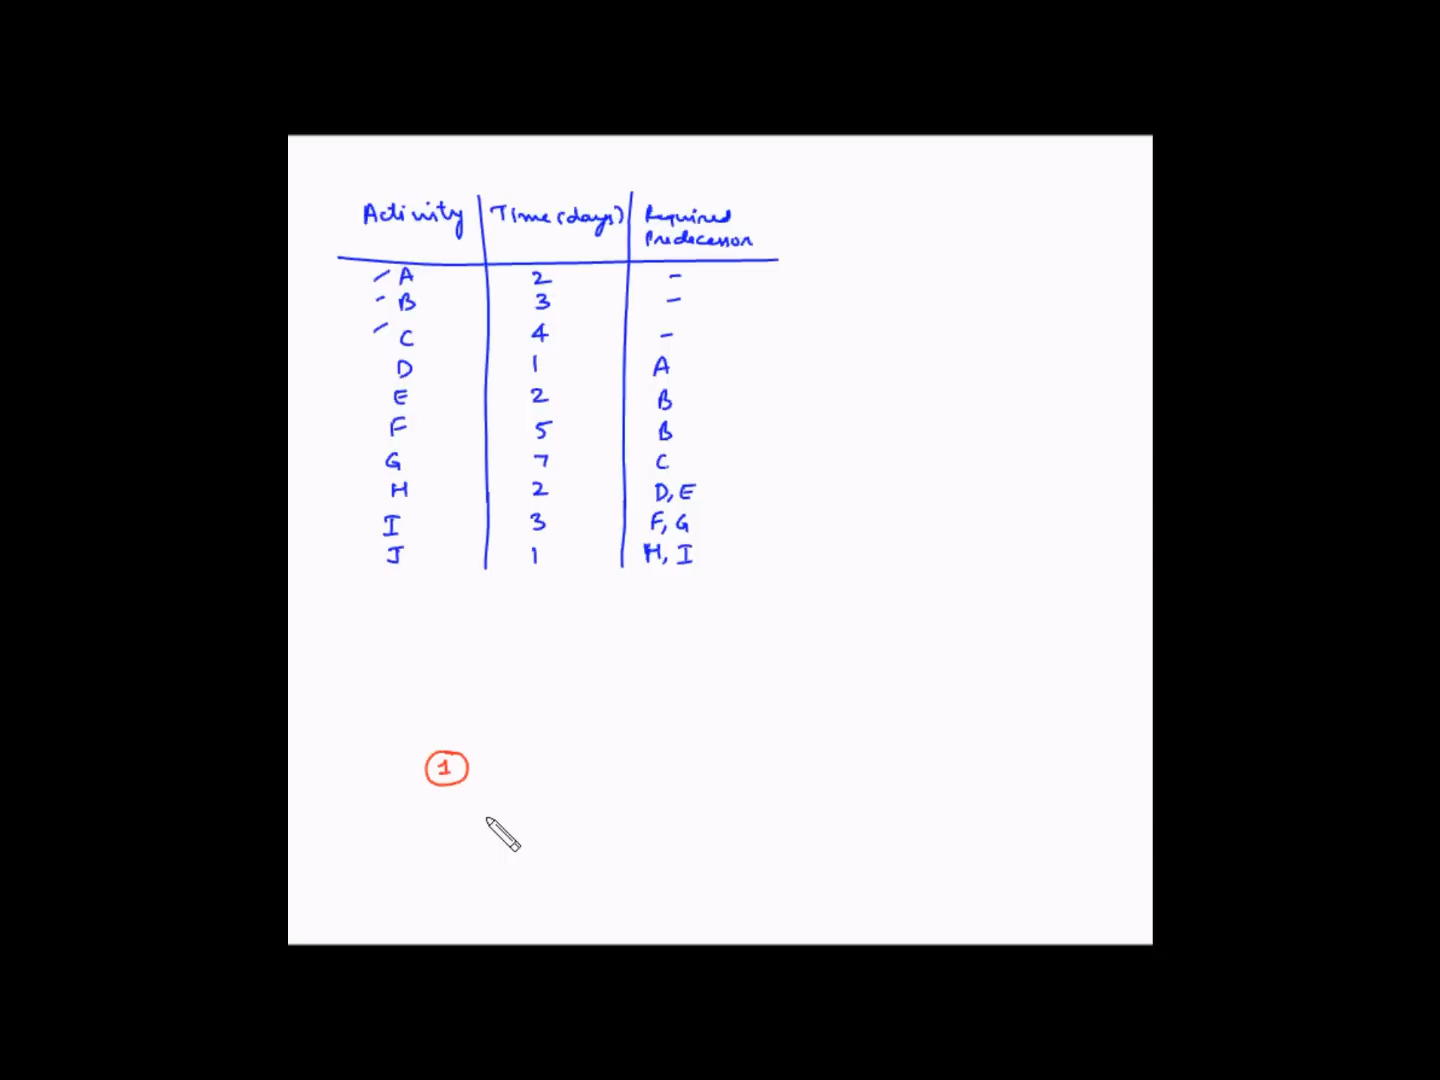 Activity Time (days) Required Predecessor
A 2 -
B 3 -
C 4 -
D 1 A
E 2 B
F 5 B
G 7 C
H 2 D, E
I 3 F, G
J 1 H, I
1